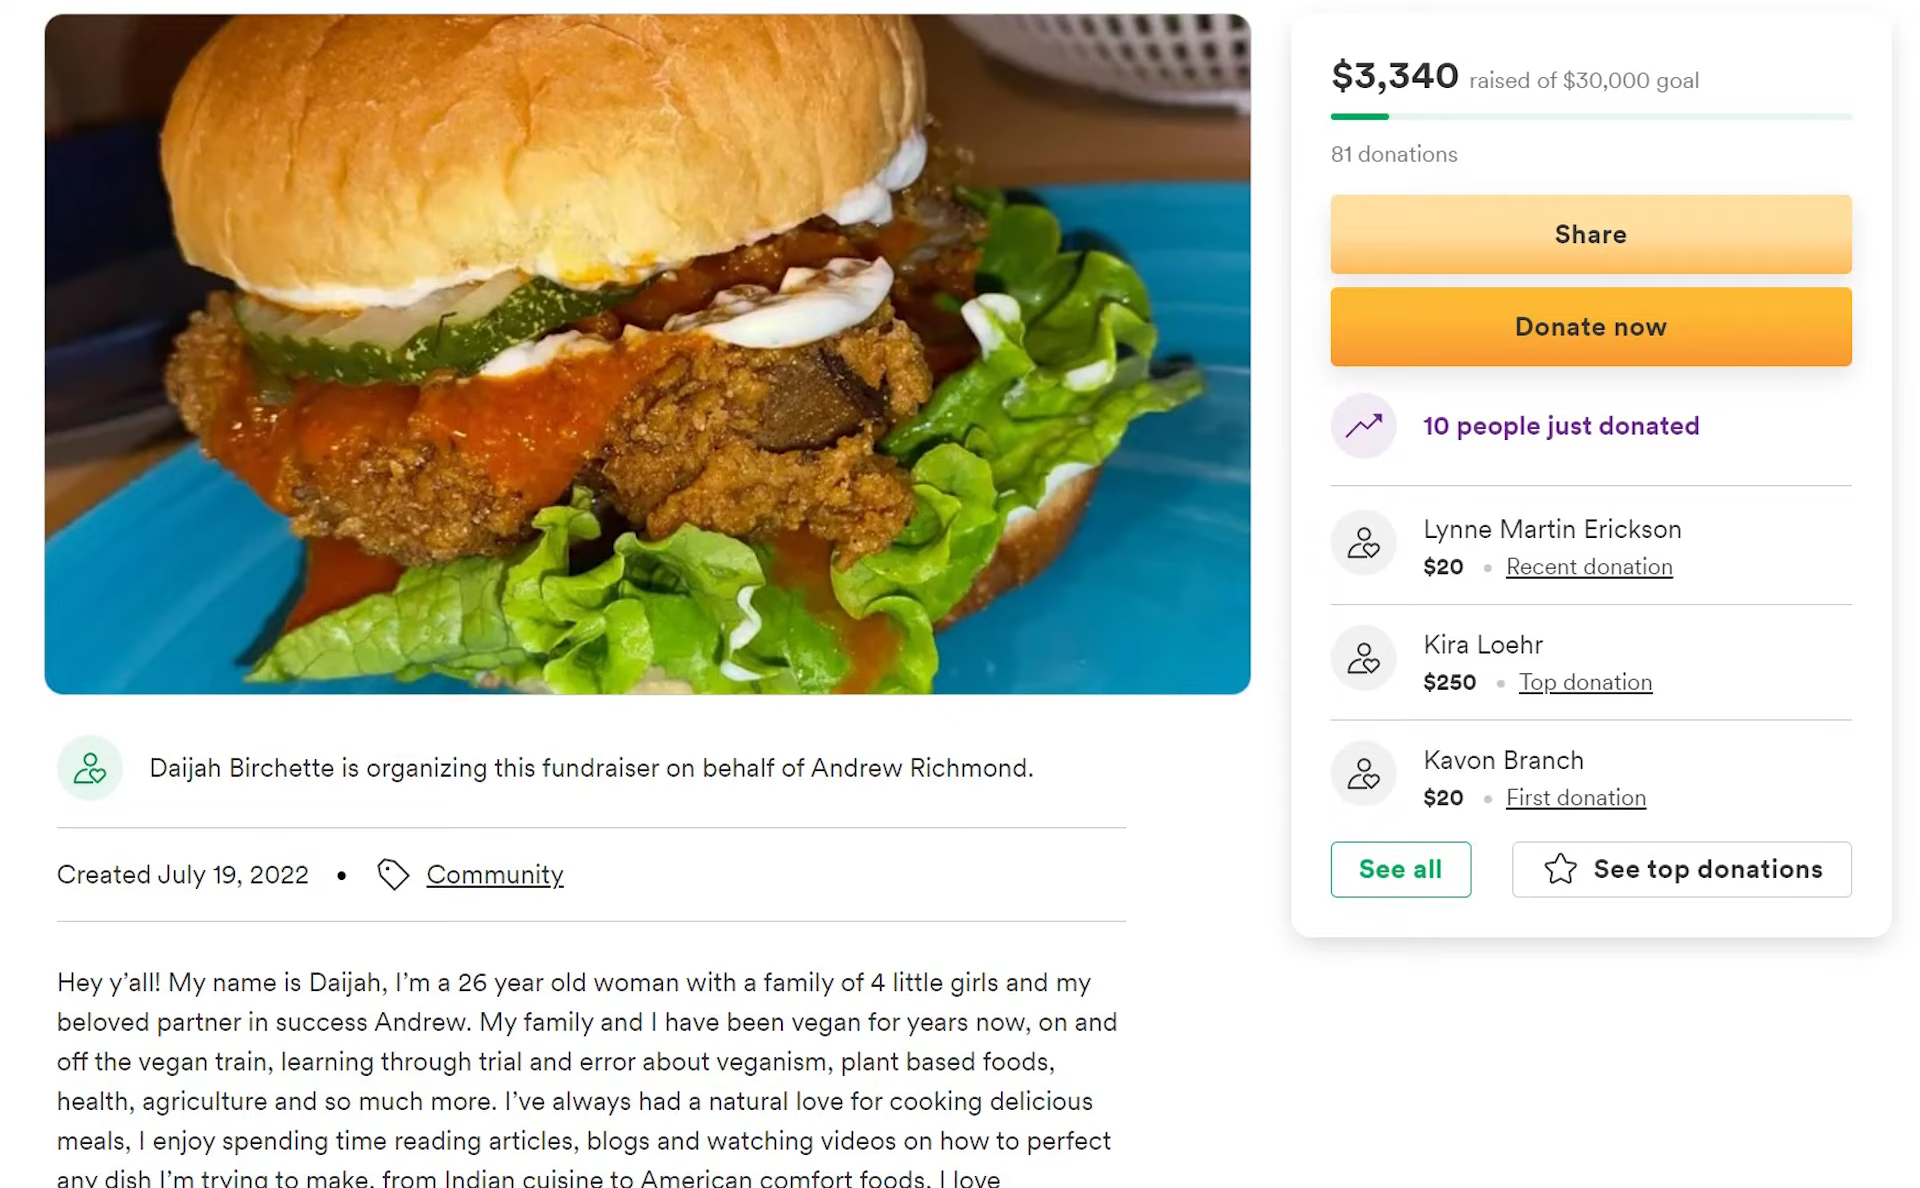 $3,340 raised of $30,000 goal
81 donations
Share
Donate now
10 people just donated
Lynne Martin Erickson
$20 • Recent donation
Kira Loehr
$250 • Top donation
Kavon Branch
$20 • First donation
See all
See top donations
Daijah Birchette is organizing this fundraiser on behalf of Andrew Richmond.
Created July 19, 2022 • Community
Hey y’all! My name is Daijah, I’m a 26 year old woman with a family of 4 little girls and my
beloved partner in success Andrew. My family and I have been vegan for years now, on and
off the vegan train, learning through trial and error about veganism, plant based foods,
health, agriculture and so much more. I’ve always had a natural love for cooking delicious
meals, I enjoy spending time reading articles, blogs and watching videos on how to perfect
any dish I’m trying to make, from Indian cuisine to American comfort foods. I love